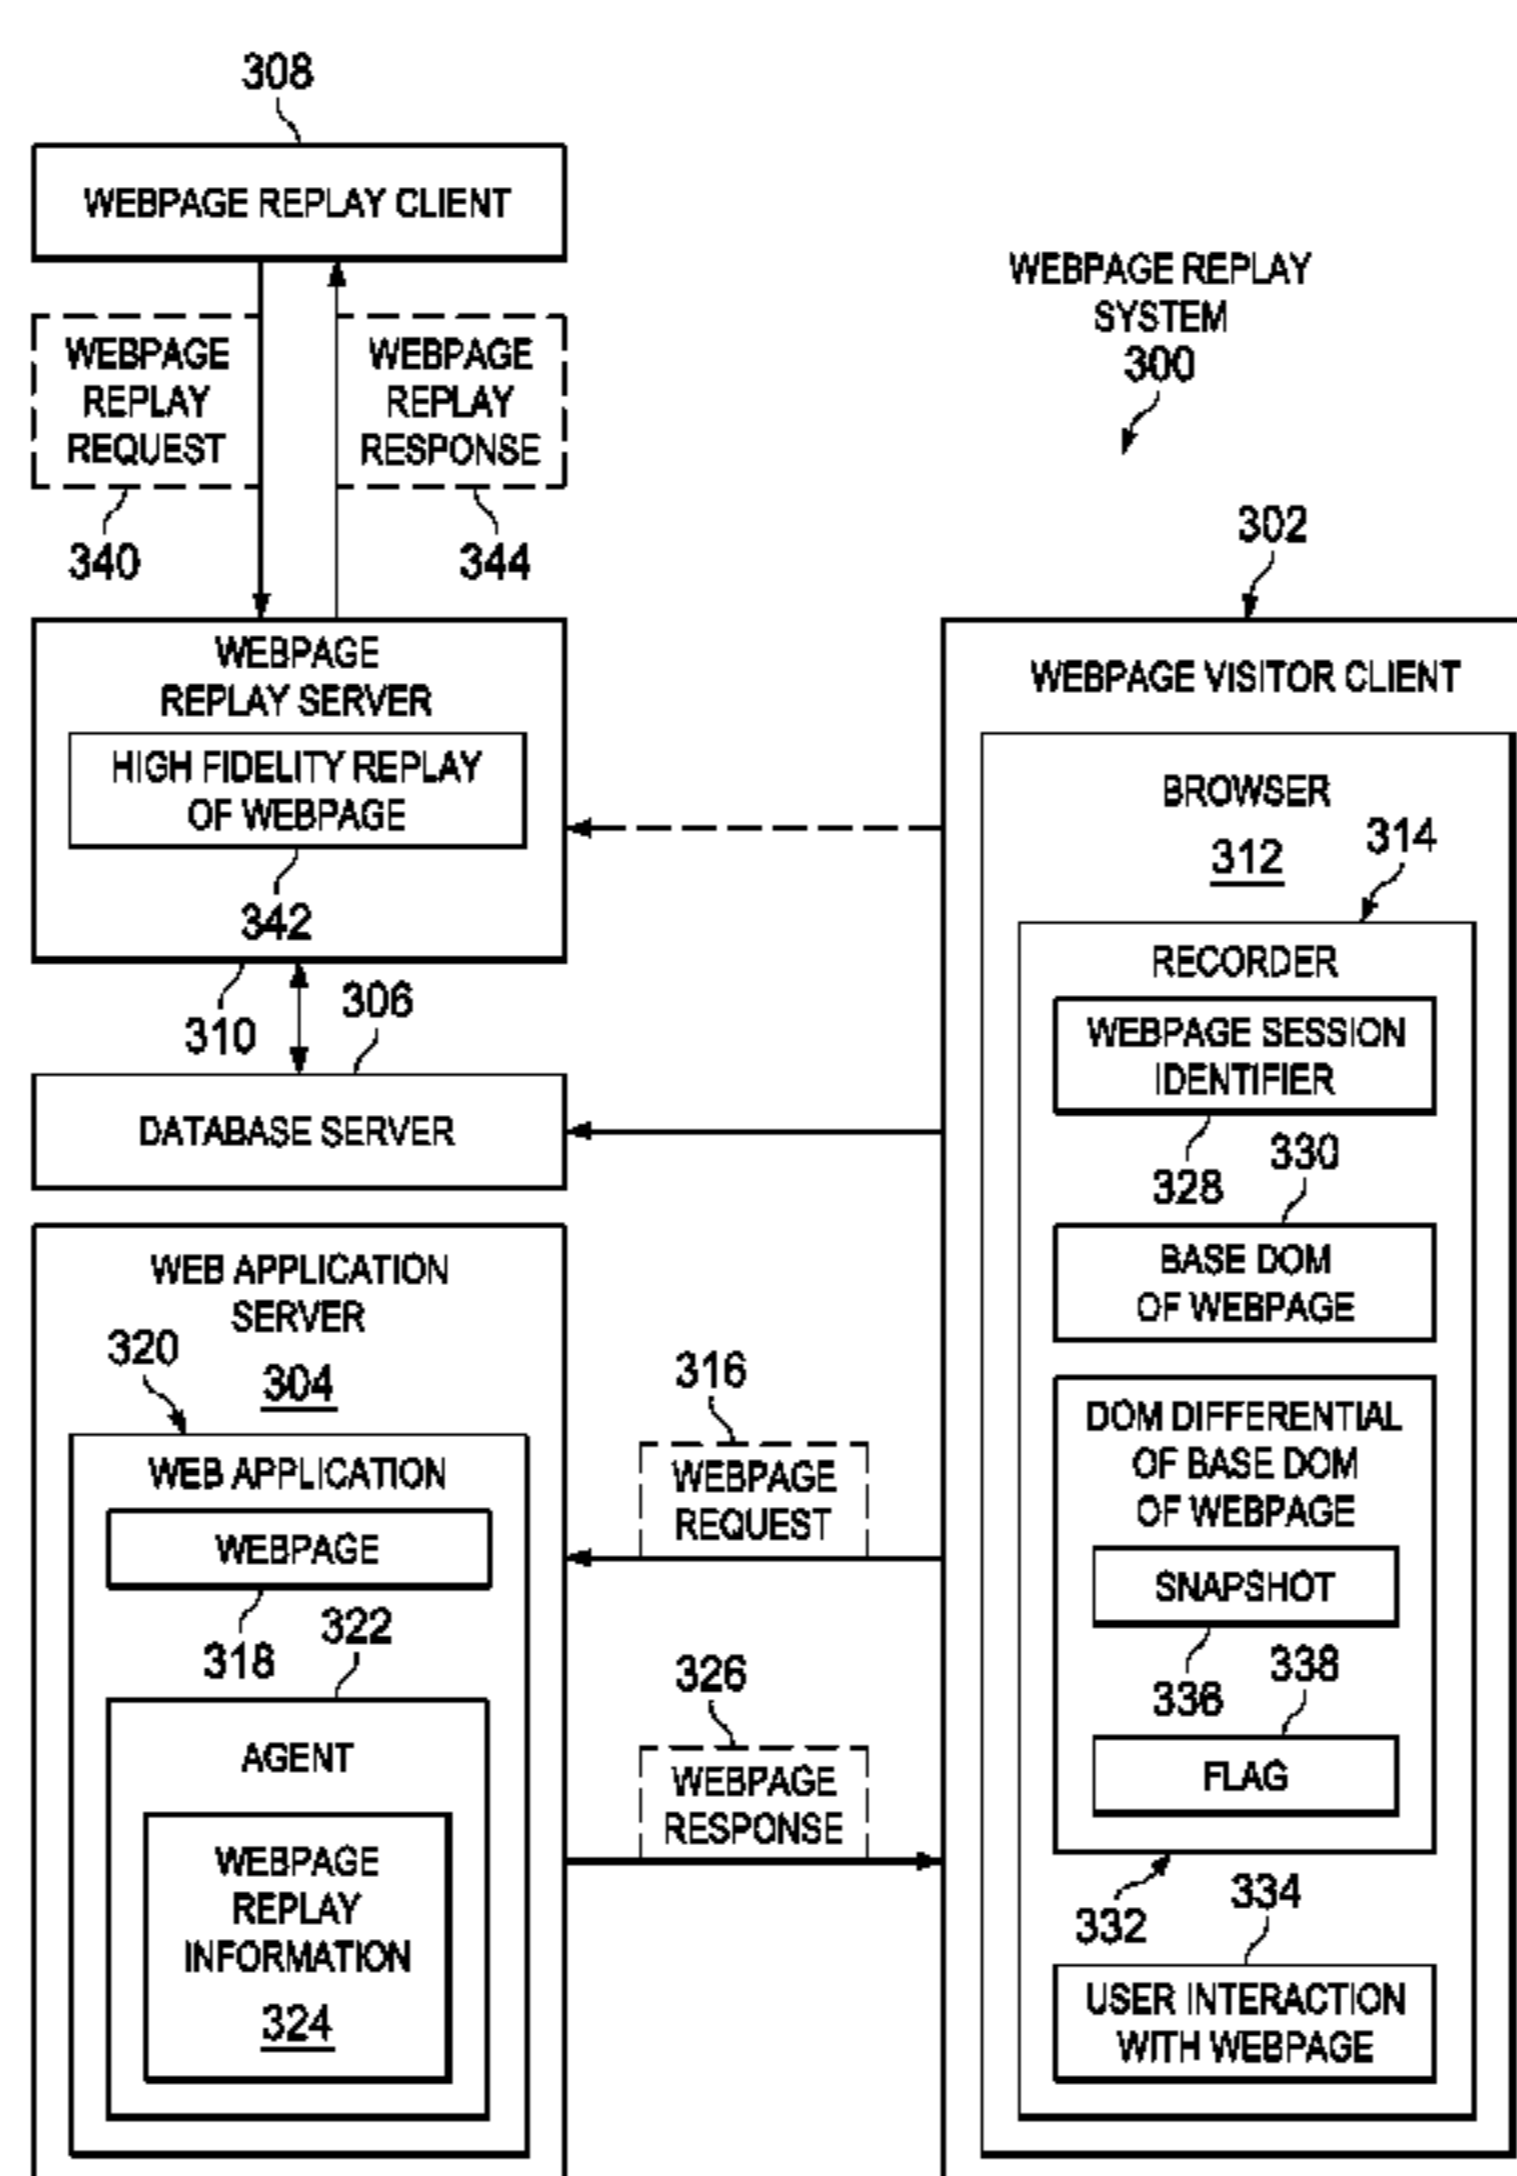 308
WEBPAGE REPLAY CLIENT
WEBPAGE
REPLAY
REQUEST
340
WEBPAGE
REPLAY
RESPONSE
344
WEBPAGE REPLAY
SYSTEM
300
WEBPAGE
REPLAY SERVER
HIGH FIDELITY REPLAY
OF WEBPAGE
342
310
306
DATABASE SERVER
WEB APPLICATION
SERVER
304
320
WEB APPLICATION
WEBPAGE
318
322
AGENT
WEBPAGE
REPLAY
INFORMATION
324
316
WEBPAGE
REQUEST
326
WEBPAGE
RESPONSE
302
WEBPAGE VISITOR CLIENT
BROWSER
312
314
RECORDER
WEBPAGE SESSION
IDENTIFIER
328
330
BASE DOM
OF WEBPAGE
DOM DIFFERENTIAL
OF BASE DOM
OF WEBPAGE
SNAPSHOT
336
338
FLAG
332
334
USER INTERACTION
WITH WEBPAGE